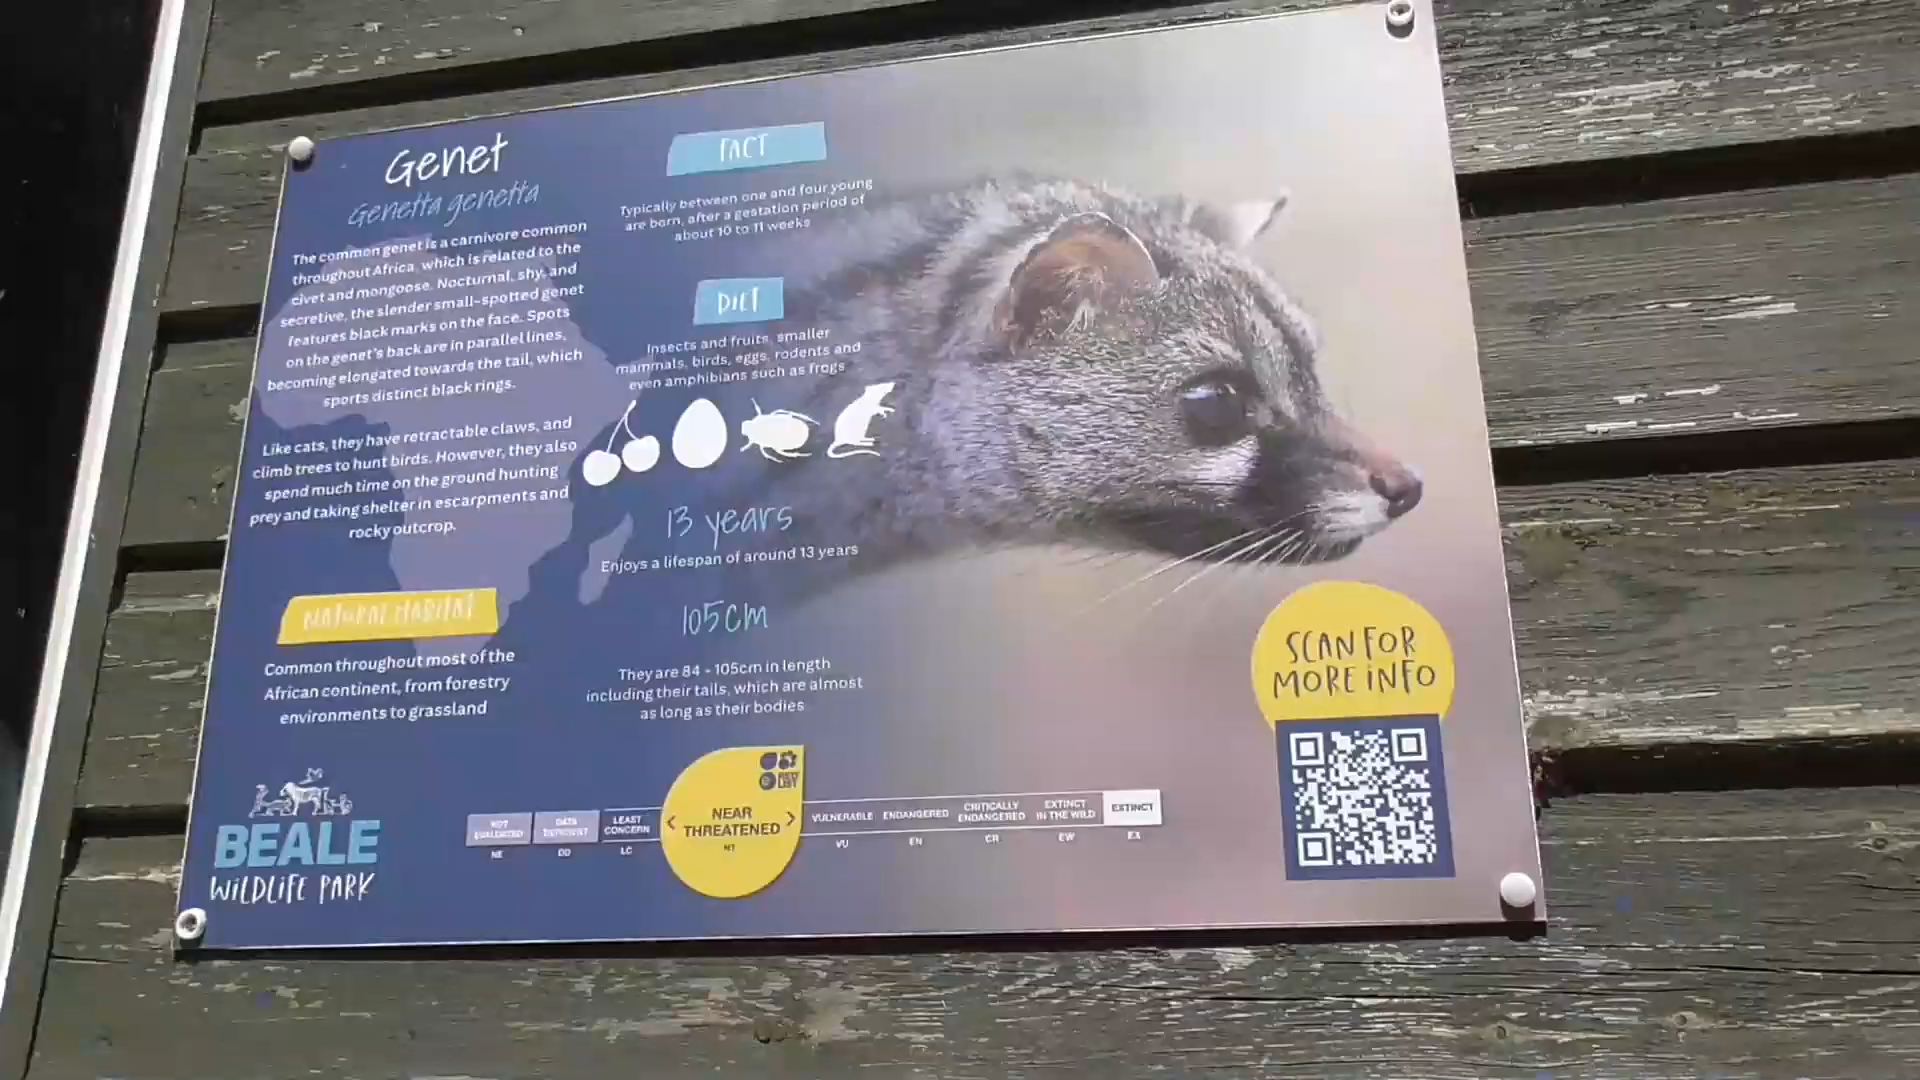 Genet
Genetta genetta
The common genet is a carnivore common
throughout Africa, which is related to the
civet and mongoose. Nocturnal, shy, and
secretive, the slender small-spotted genet
features black marks on the face. Spots
on the genet's back are in parallel lines,
becoming elongated towards the tail, which
sports distinct black rings.
Like cats, they have retractable claws, and
climb trees to hunt birds. However, they also
spend much time on the ground hunting
prey and taking shelter in escarpments and
rocky outcrop.
NATURAL HABITAT
Common throughout most of the
African continent, from forestry
environments to grassland
BEALE
WILDLIFE PARK
FACT
Typically between one and four young
are born, after a gestation period of
about 10 to 11 weeks
DIET
Insects and fruits, smaller
mammals, birds, eggs, rodents and
even amphibians such as frogs
13 years
Enjoys a lifespan of around 13 years
105cm
They are 84 - 105cm in length
including their tails, which are almost
as long as their bodies
NOT
EVALUATED
NE
DATA
DEFICIENT
DD
LEAST
CONCERN
LC
RED
LIST
< NEAR
THREATENED >
NT
VULNERABLE
VU
ENDANGERED
EN
CRITICALLY
ENDANGERED
CR
EXTINCT
IN THE WILD
EW
EXTINCT
EX
SCAN FOR
MORE INFO